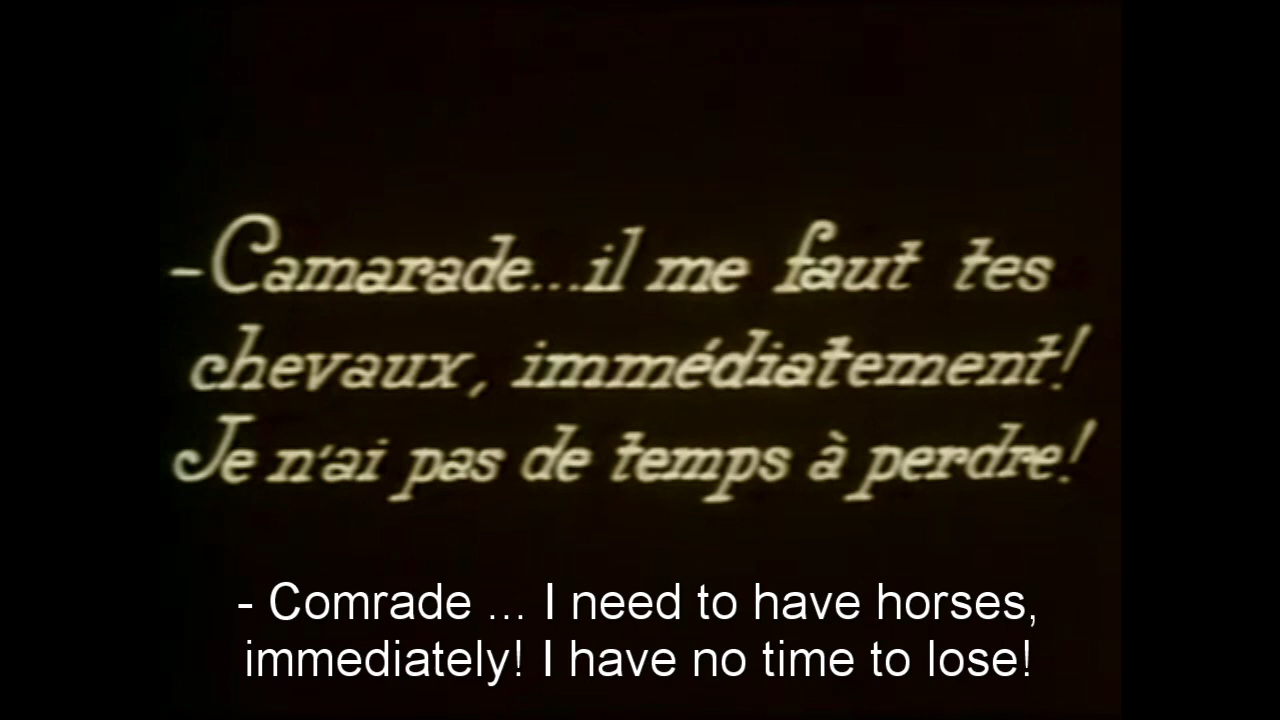 -Camarade...il me faut tes
chevaux, immédiatement!
Je n'ai pas de temps à perdre!
- Comrade ... I need to have horses,
immediately! I have no time to lose!